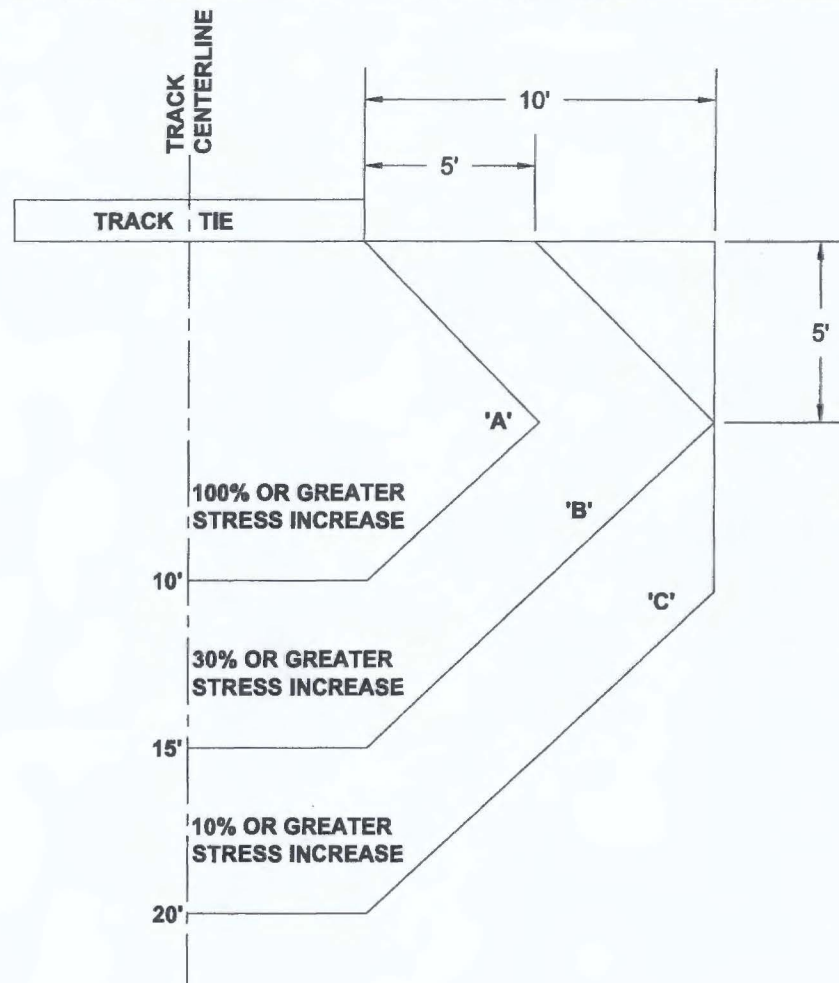 TRACK
CENTERLINE
10'
5'
TRACK TIE
5'
'A'
100% OR GREATER
STRESS INCREASE
'B'
10'
'C'
30% OR GREATER
STRESS INCREASE
15'
10% OR GREATER
STRESS INCREASE
20'